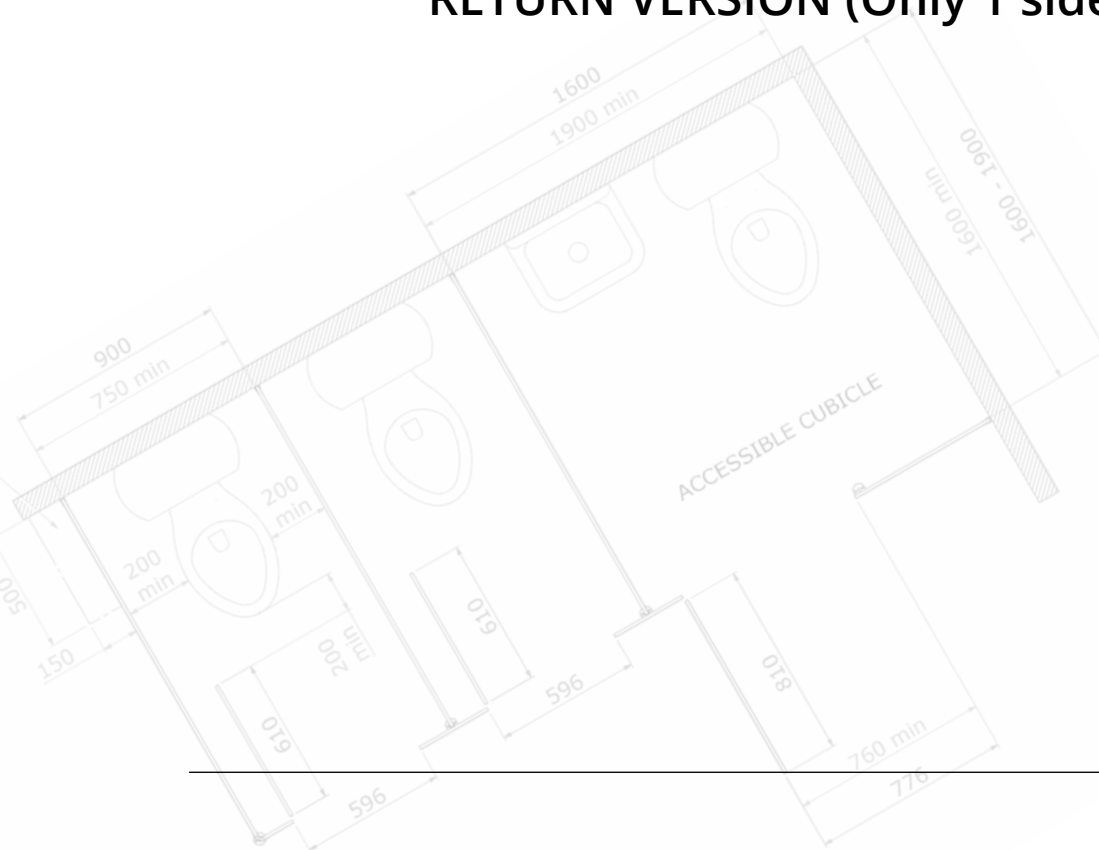 RETURN VERSION (Only 1 side
1600
1900 min
1600 - 1900
1600 min
900
750 min
ACCESSIBLE CUBICLE
200
min
200
min
500
150
200
min
610
610
596
596
810
760 min
776